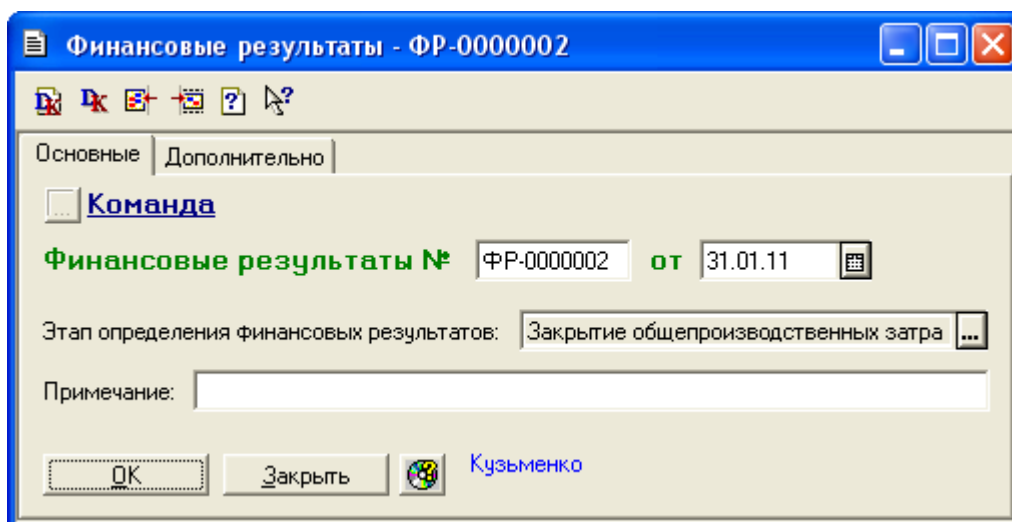 Финансовые результаты - ФР-0000002
Основные Дополнительно
... Команда
Финансовые результаты № ФР-0000002 от 31.01.11
Этап определения финансовых результатов: Закрытие общепроизводственных затра ...
Примечание:
OK Закрыть Кузьменко